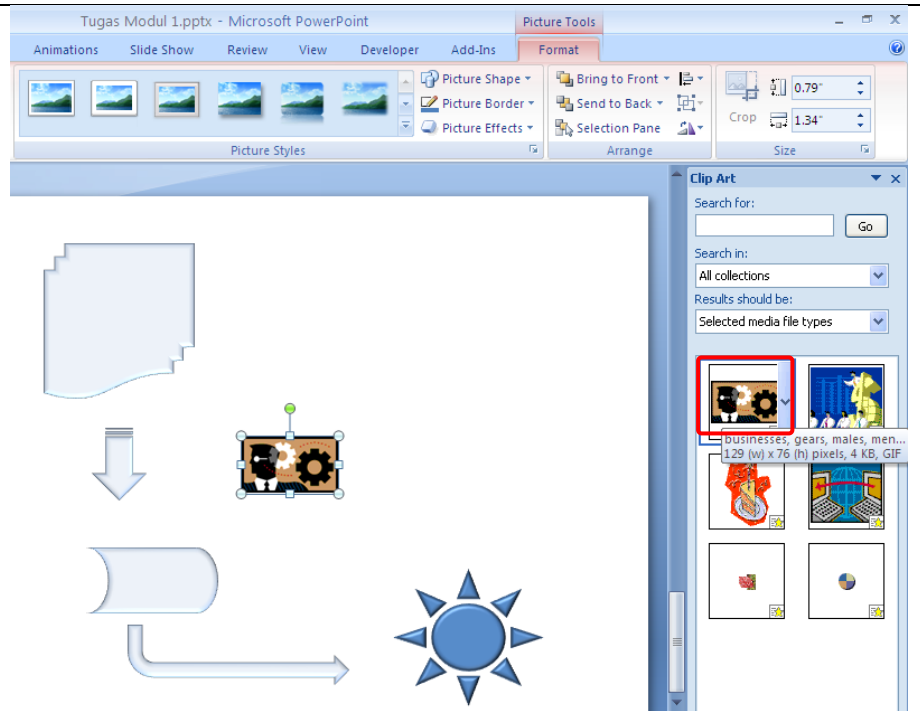 Tugas Modul 1.pptx - Microsoft PowerPoint
Picture Tools
Animations Slide Show Review View Developer Add-Ins Format
Picture Shape
Picture Border
Picture Effects
Picture Styles
Bring to Front
Send to Back
Selection Pane
Arrange
Crop
0.79"
1.34"
Size
Clip Art
Search for:
Go
Search in:
All collections
Results should be:
Selected media file types
businesses, gears, males, men...
129 (w) x 76 (h) pixels, 4 KB, GIF